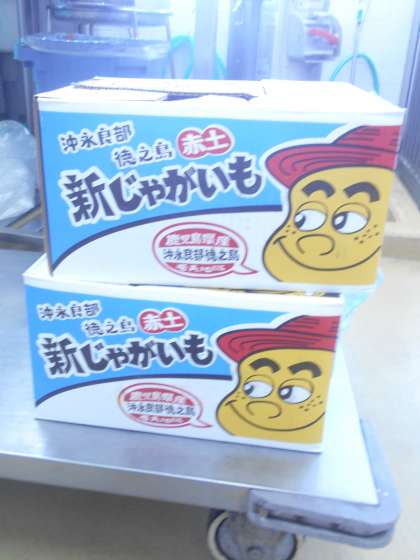 沖永良部
徳之島
赤土
新じゃがいも
鹿児島県産
沖永良部徳之島
沖永良部
徳之島
赤土
新じゃがいも
鹿児島県産
沖永良部徳之島